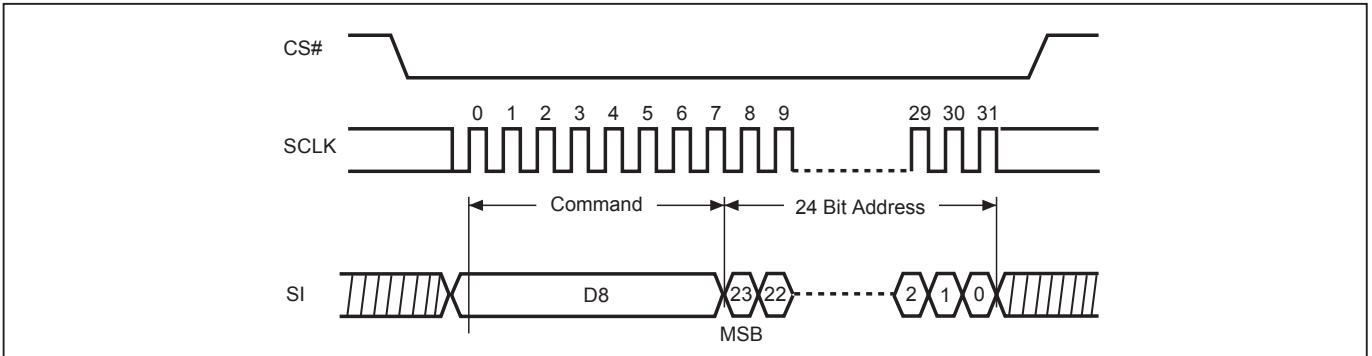 CS#
0 1 2 3 4 5 6 7 8 9 29 30 31
SCLK
Command 24 Bit Address
SI D8 23 22 2 1 0
MSB